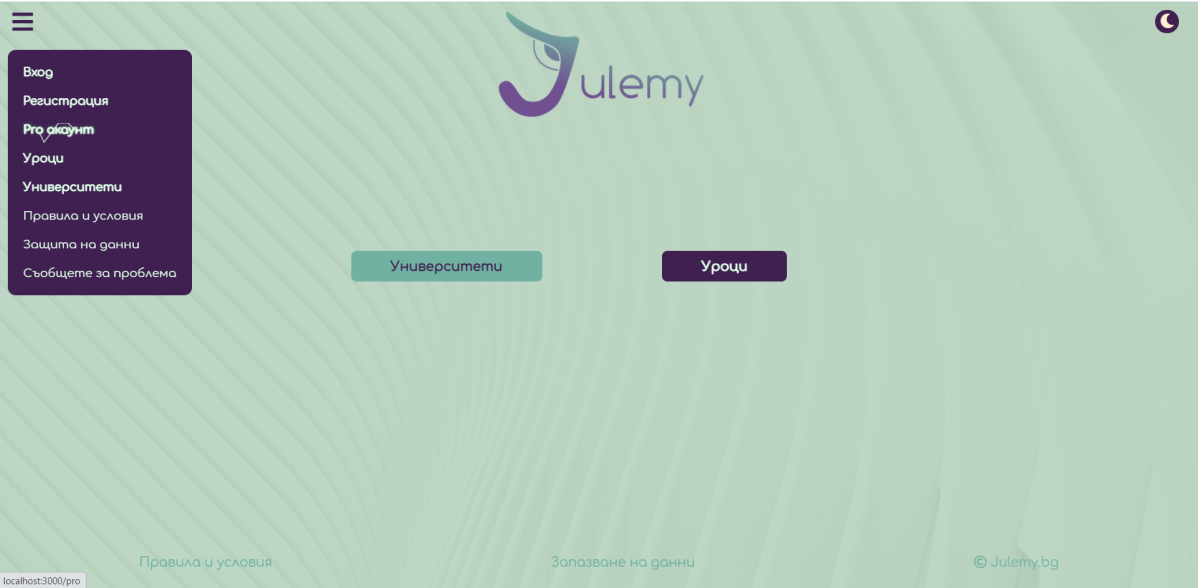 Julemy
Вход
Регистрация
Pro акаунт
Уроци
Университети
Правила и условия
Защита на данни
Съобщете за проблема
Университети
Уроци
Правила и условия
Запазване на данни
© Julemy.bg
localhost:3000/pro